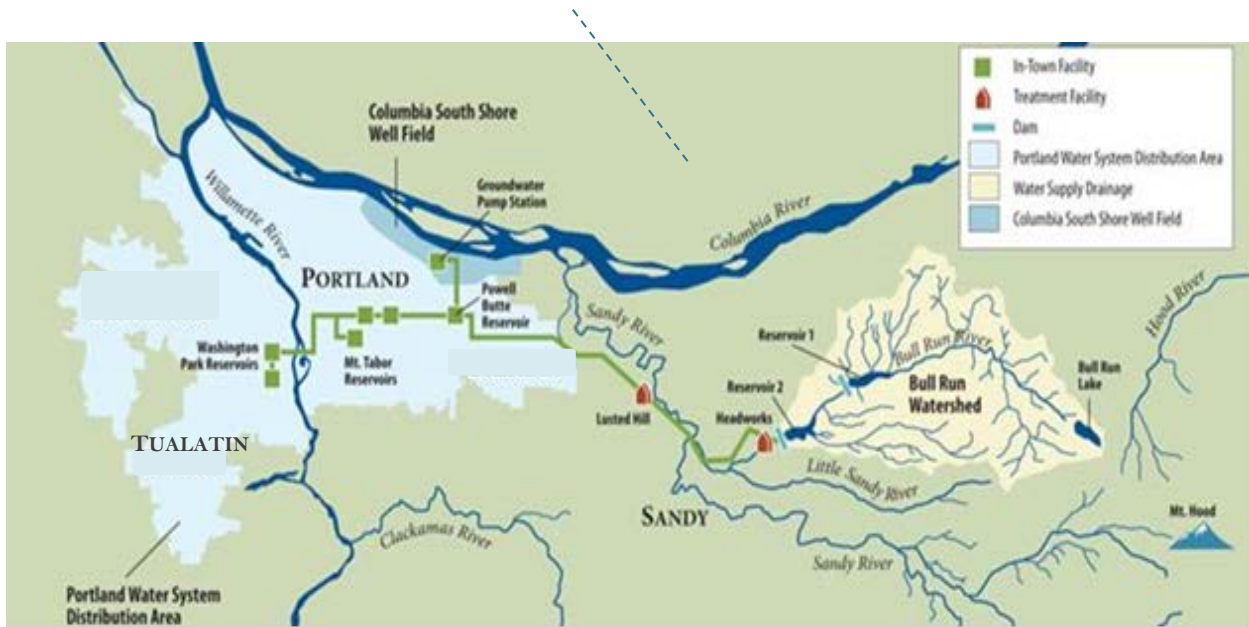 In-Town Facility
Treatment Facility
Dam
Portland Water System Distribution Area
Water Supply Drainage
Columbia South Shore Well Field
Columbia South Shore
Well Field
Groundwater
Pump Station
Willamette River
Columbia River
PORTLAND
Powell
Butte
Reservoir
Sandy River
Hood River
Reservoir 1
Bull Run River
Washington
Park Reservoirs
Mt. Tabor
Reservoirs
Bull Run
Watershed
Bull Run
Lake
Reservoir 2
Lusted Hill
Headworks
TUALATIN
Little Sandy River
SANDY
Mt. Hood
Clackamas River
Sandy River
Portland Water System
Distribution Area